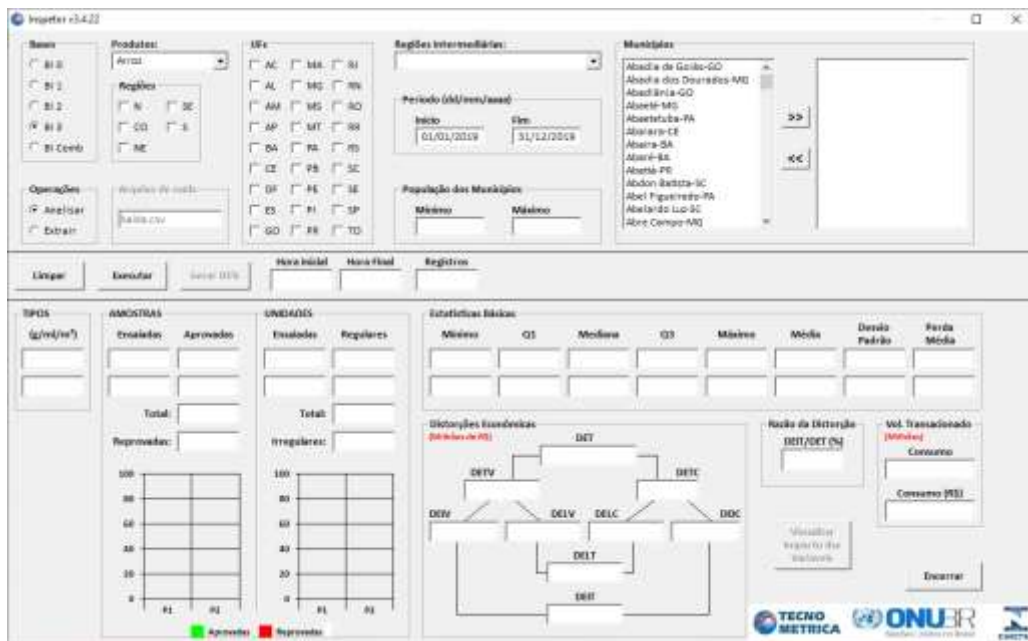 Inspetor v3.4.22
Bases
BI 0
BI 1
BI 2
BI 3
BI Comb
Produtos:
Arroz
Regiões
N
SE
CO
S
NE
UFs
AC
MA
RJ
AL
MG
RN
AM
MS
RO
AP
MT
RR
BA
PA
RS
CE
PB
SC
DF
PE
SE
ES
PI
SP
GO
PR
TO
Regiões Intermediárias:
Período (dd/mm/aaaa)
Início
Fim
01/01/2019
31/12/2019
População dos Municípios
Mínimo
Máximo
Municípios
Abadia de Goiás-GO
Abadia dos Dourados-MG
Abadiânia-GO
Abaeté-MG
Abaetetuba-PA
Abaiara-CE
Abaíra-BA
Abaré-BA
Abatiá-PR
Abdon Batista-SC
Abel Figueiredo-PA
Abelardo Luz-SC
Abre Campo-MG
>>
<<
Operações
Analisar
Extrair
Arquivo de saída
saida.csv
Limpar
Executar
Hora Inicial
Hora Final
Registros
TIPOS
(g/ml/m³)
AMOSTRAS
Ensaiadas
Aprovadas
Total:
Reprovadas:
UNIDADES
Ensaiadas
Regulares
Total:
Irregulares:
Estatísticas Básicas
Mínimo
Q1
Mediana
Q3
Máximo
Média
Desvio Padrão
Perda Média
Distorções Econômicas
(Milhões de R$)
DET
DETV
DETC
DEIV
DELV
DELC
DIDC
DELT
DEIT
Razão da Distorção
DEIT/DET (%)
Vol. Transacionado
(Milhões)
Consumo
Consumo (R$)
Visualizar Impacto das Variáveis
Encerrar
100
80
60
40
20
0
P1
P2
100
80
60
40
20
0
P1
P2
Aprovadas
Reprovadas
TECNO METRICA
ONUBR